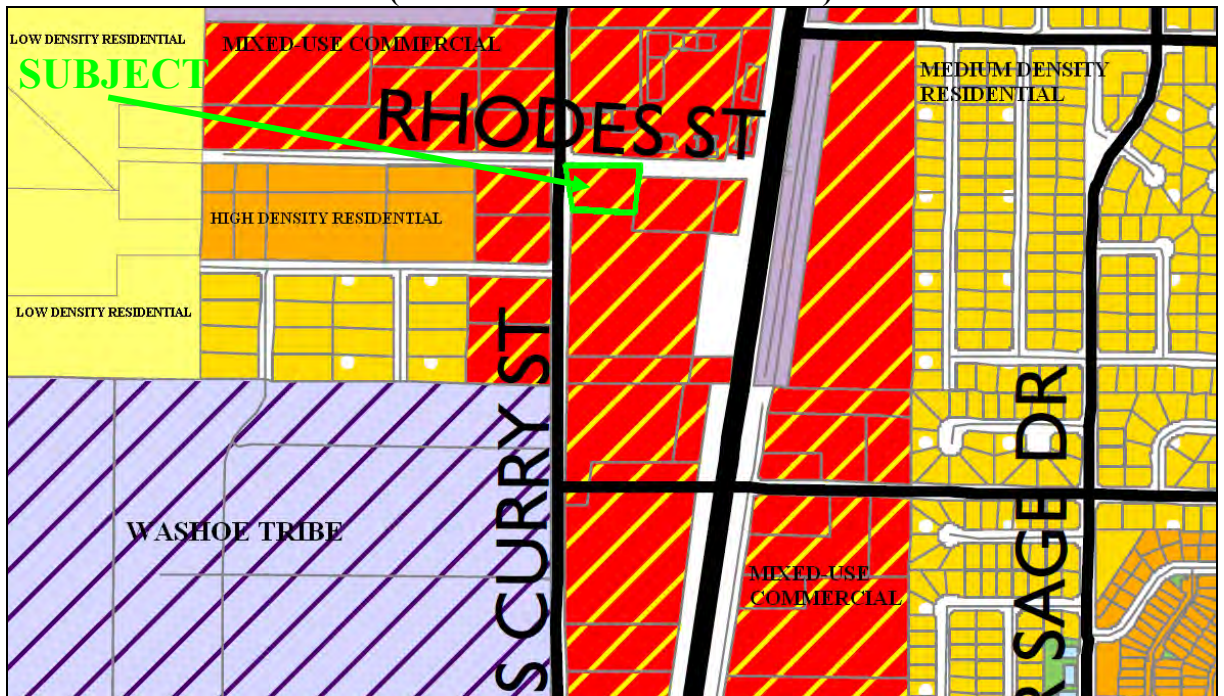 LOW DENSITY RESIDENTIAL
MIXED-USE COMMERCIAL
SUBJECT
MEDIUM DENSITY
RESIDENTIAL
RHODES ST
HIGH DENSITY RESIDENTIAL
LOW DENSITY RESIDENTIAL
S CURRY ST
WASHOE TRIBE
MIXED-USE
COMMERCIAL
SAGE DR